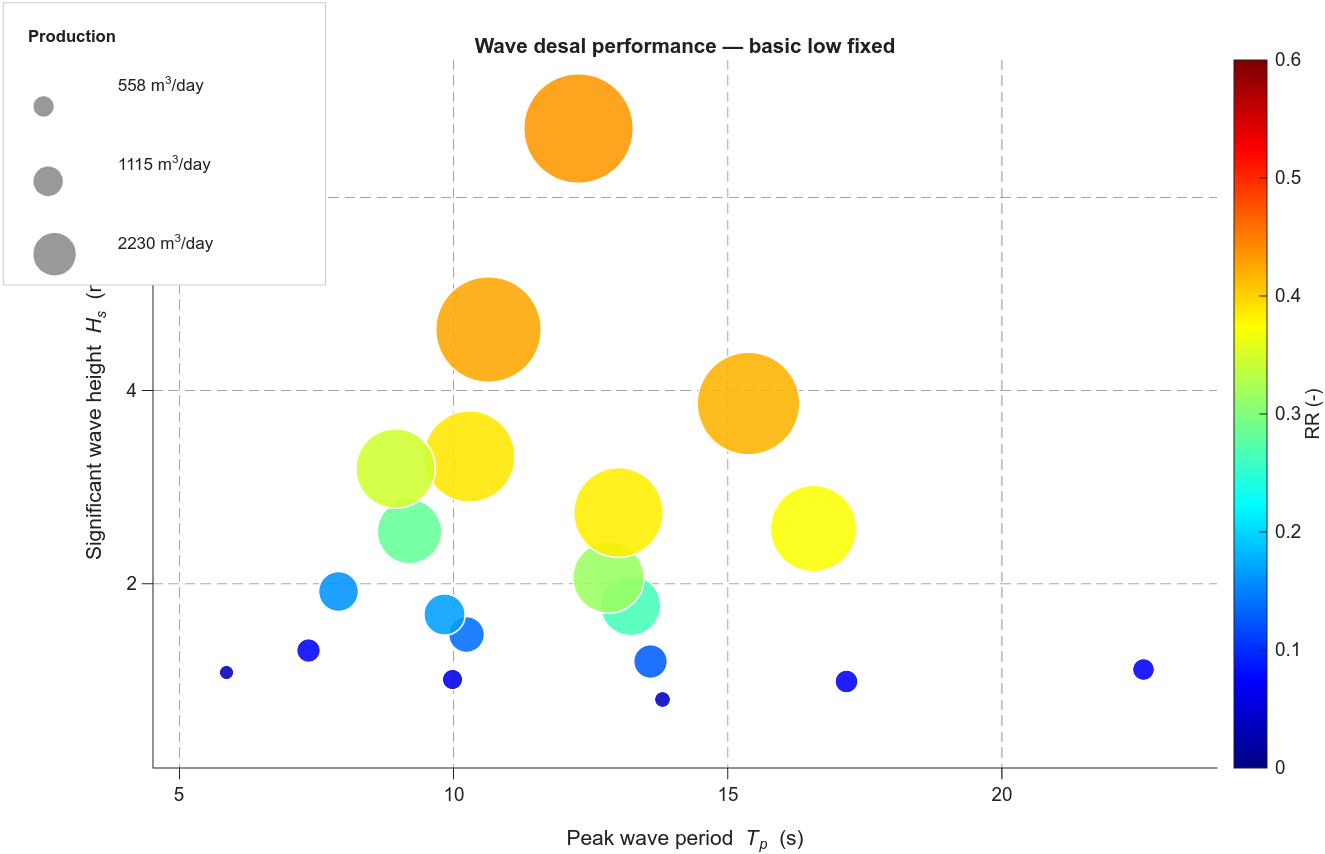 Production
558 m³/day
1115 m³/day
2230 m³/day
Wave desal performance — basic low fixed
Significant wave height H_s
4
2
5
10
15
20
Peak wave period T_p (s)
0.6
0.5
0.4
0.3
0.2
0.1
0
RR (-)